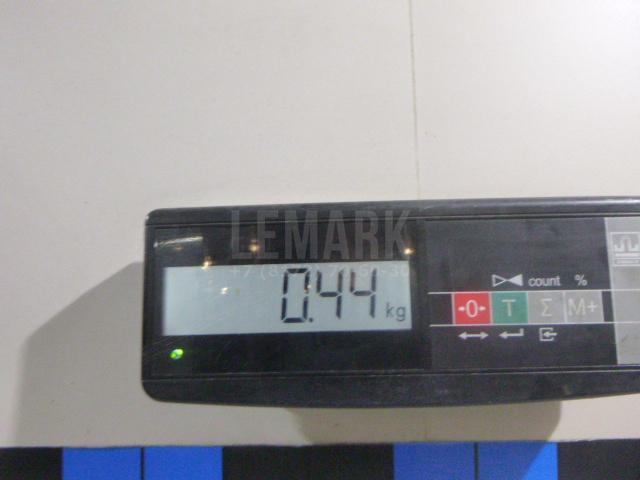 LEMARK
0.44 kg
count %
→0← T Σ M+